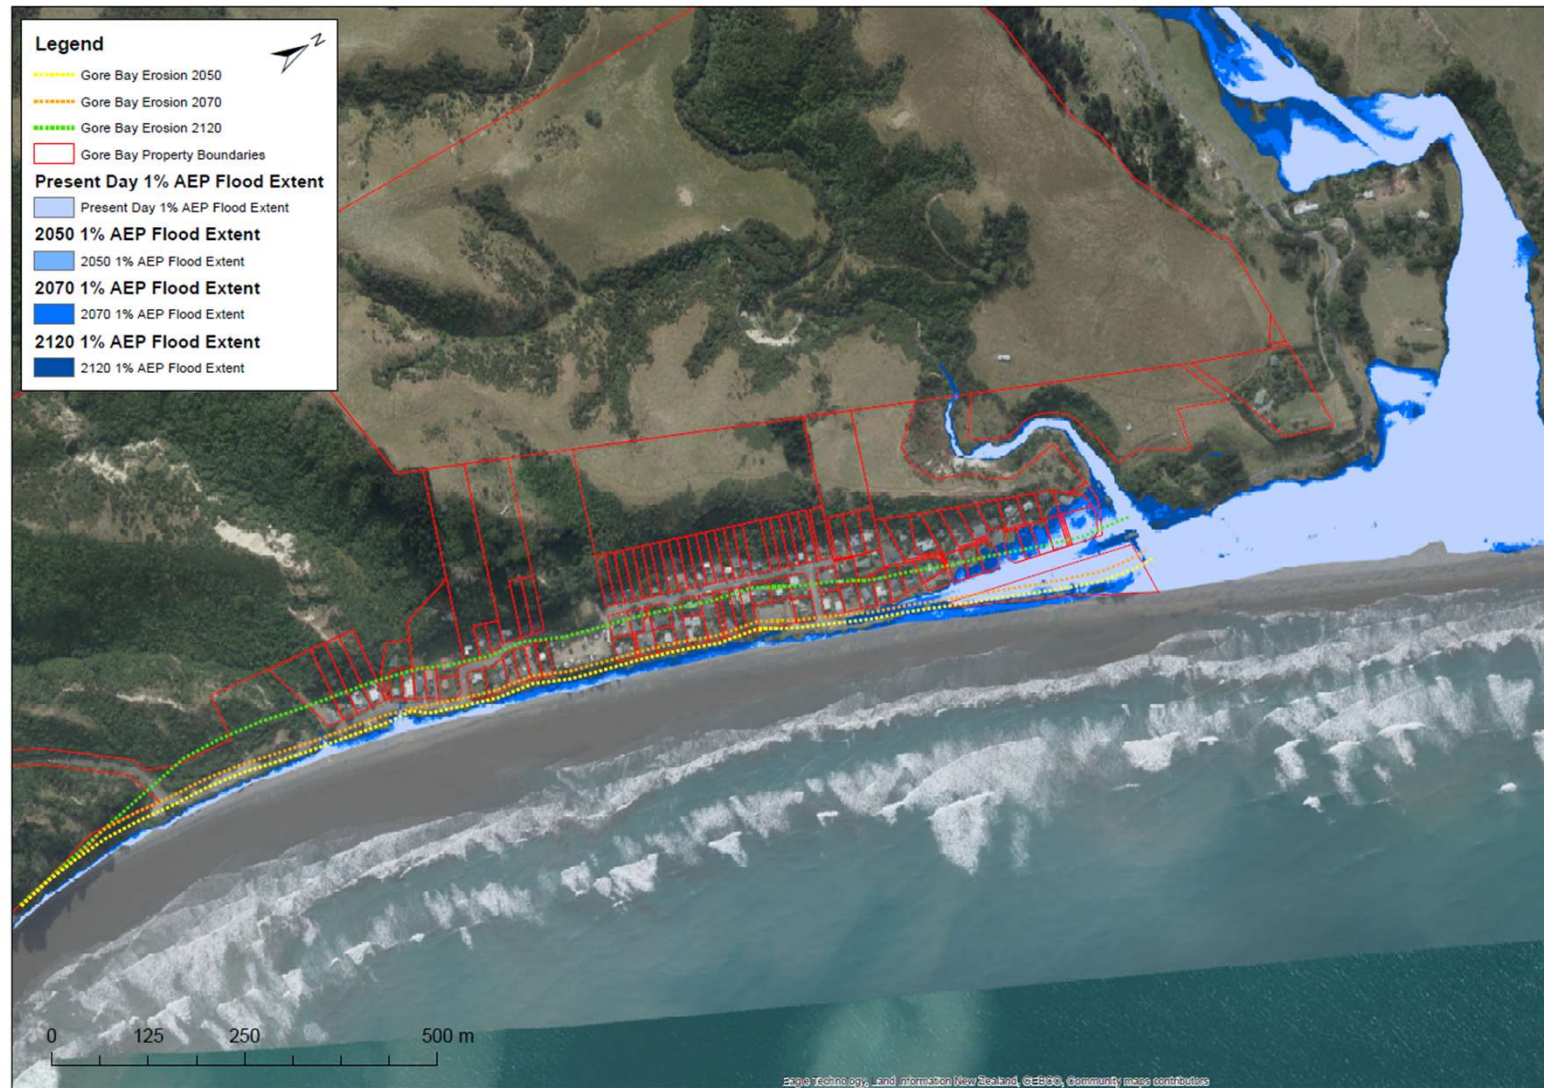 Legend
N
Gore Bay Erosion 2050
Gore Bay Erosion 2070
Gore Bay Erosion 2120
Gore Bay Property Boundaries
Present Day 1% AEP Flood Extent
Present Day 1% AEP Flood Extent
2050 1% AEP Flood Extent
2050 1% AEP Flood Extent
2070 1% AEP Flood Extent
2070 1% AEP Flood Extent
2120 1% AEP Flood Extent
2120 1% AEP Flood Extent
0 125 250 500 m
Eagle Technology, Land Information New Zealand, GEBCO, Community maps contributors